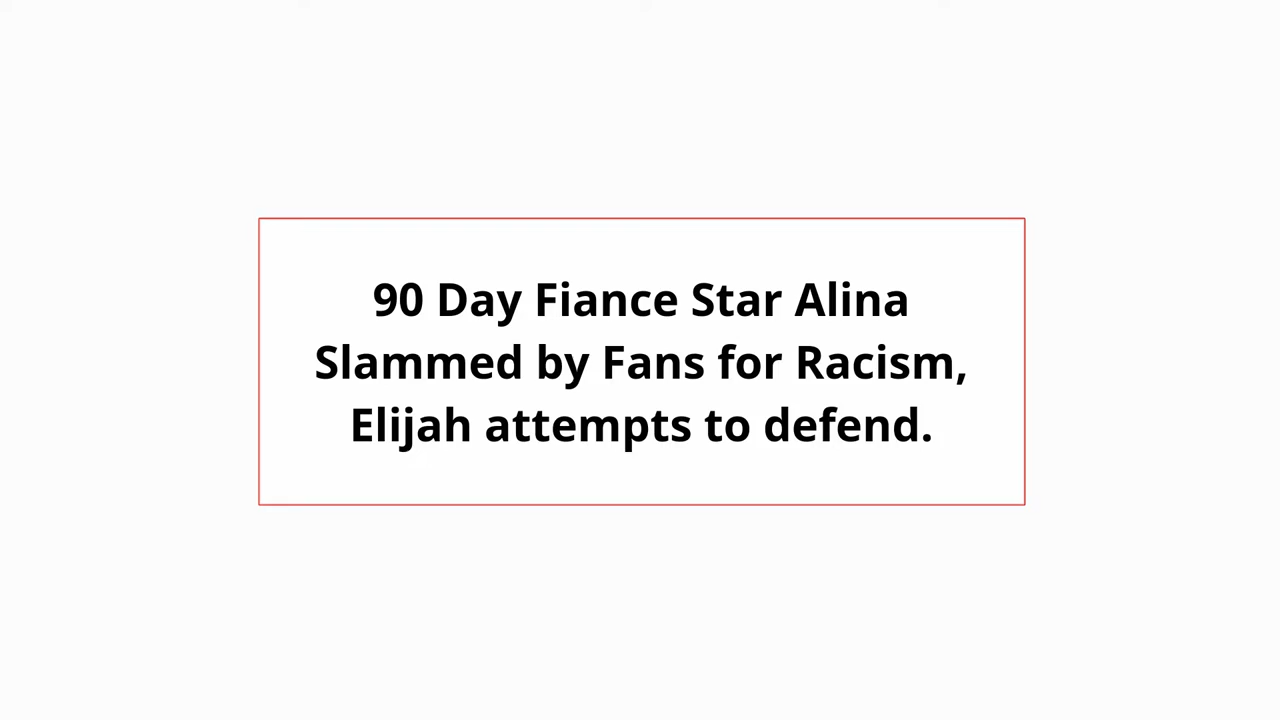 90 Day Fiance Star Alina
Slammed by Fans for Racism,
Elijah attempts to defend.